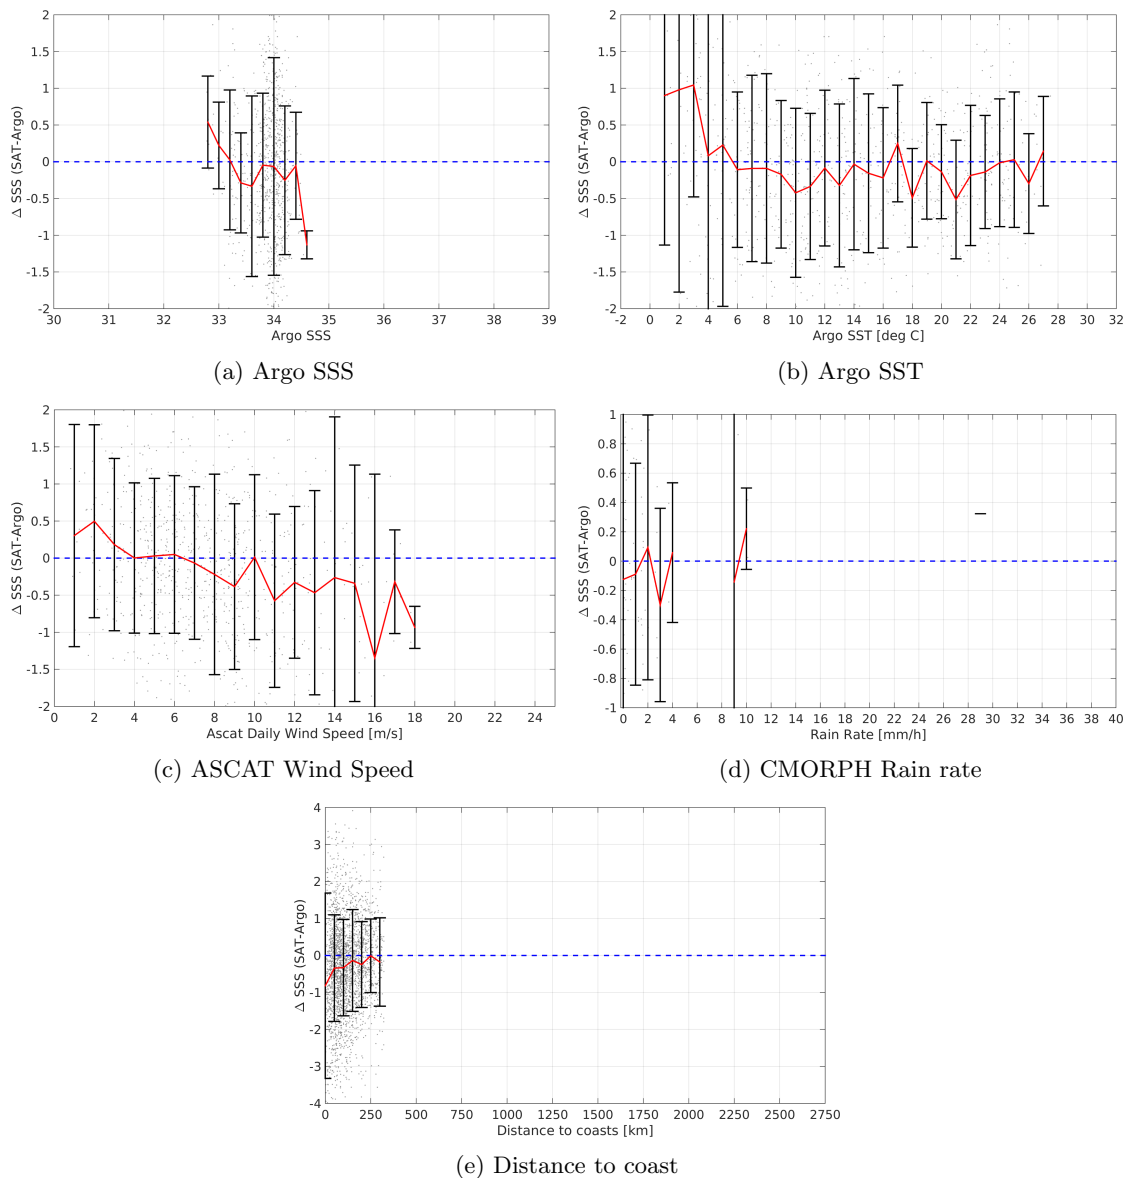 2
1.5
1
0.5
0
-0.5
-1
-1.5
-2
30 31 32 33 34 35 36 37 38 39
Δ SSS (SAT-Argo)
Argo SSS
(a) Argo SSS
2
1.5
1
0.5
0
-0.5
-1
-1.5
-2
-2 0 2 4 6 8 10 12 14 16 18 20 22 24 26 28 30 32
Δ SSS (SAT-Argo)
Argo SST [deg C]
(b) Argo SST
2
1.5
1
0.5
0
-0.5
-1
-1.5
-2
0 2 4 6 8 10 12 14 16 18 20 22 24
Δ SSS (SAT-Argo)
Ascat Daily Wind Speed [m/s]
(c) ASCAT Wind Speed
1
0.8
0.6
0.4
0.2
0
-0.2
-0.4
-0.6
-0.8
-1
0 2 4 6 8 10 12 14 16 18 20 22 24 26 28 30 32 34 36 38 40
Δ SSS (SAT-Argo)
Rain Rate [mm/h]
(d) CMORPH Rain rate
4
3
2
1
0
-1
-2
-3
-4
0 250 500 750 1000 1250 1500 1750 2000 2250 2500 2750
Δ SSS (SAT-Argo)
Distance to coasts [km]
(e) Distance to coast